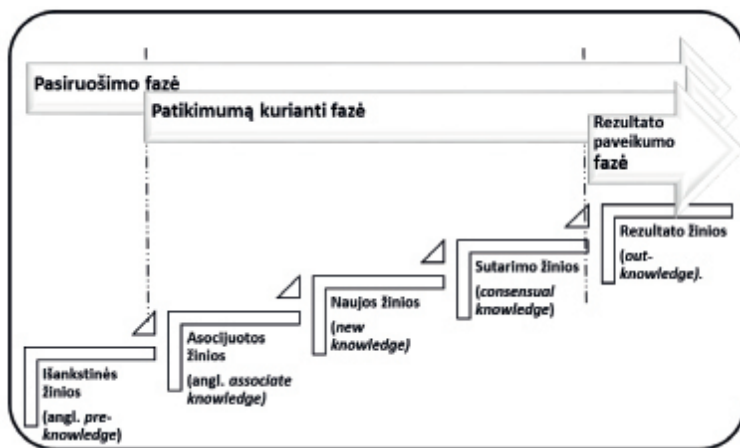 Pasiruošimo fazė
Patikimumą kurianti fazė
Rezultato
paveikumo
fazė
Rezultato žinios
(out-
knowledge).
Sutarimo žinios
(consensual
knowledge)
Naujos žinios
(new
knowledge)
Asocijuotos
žinios
(angl. associate
knowledge)
Išankstinės
žinios
(angl. pre-
knowledge)